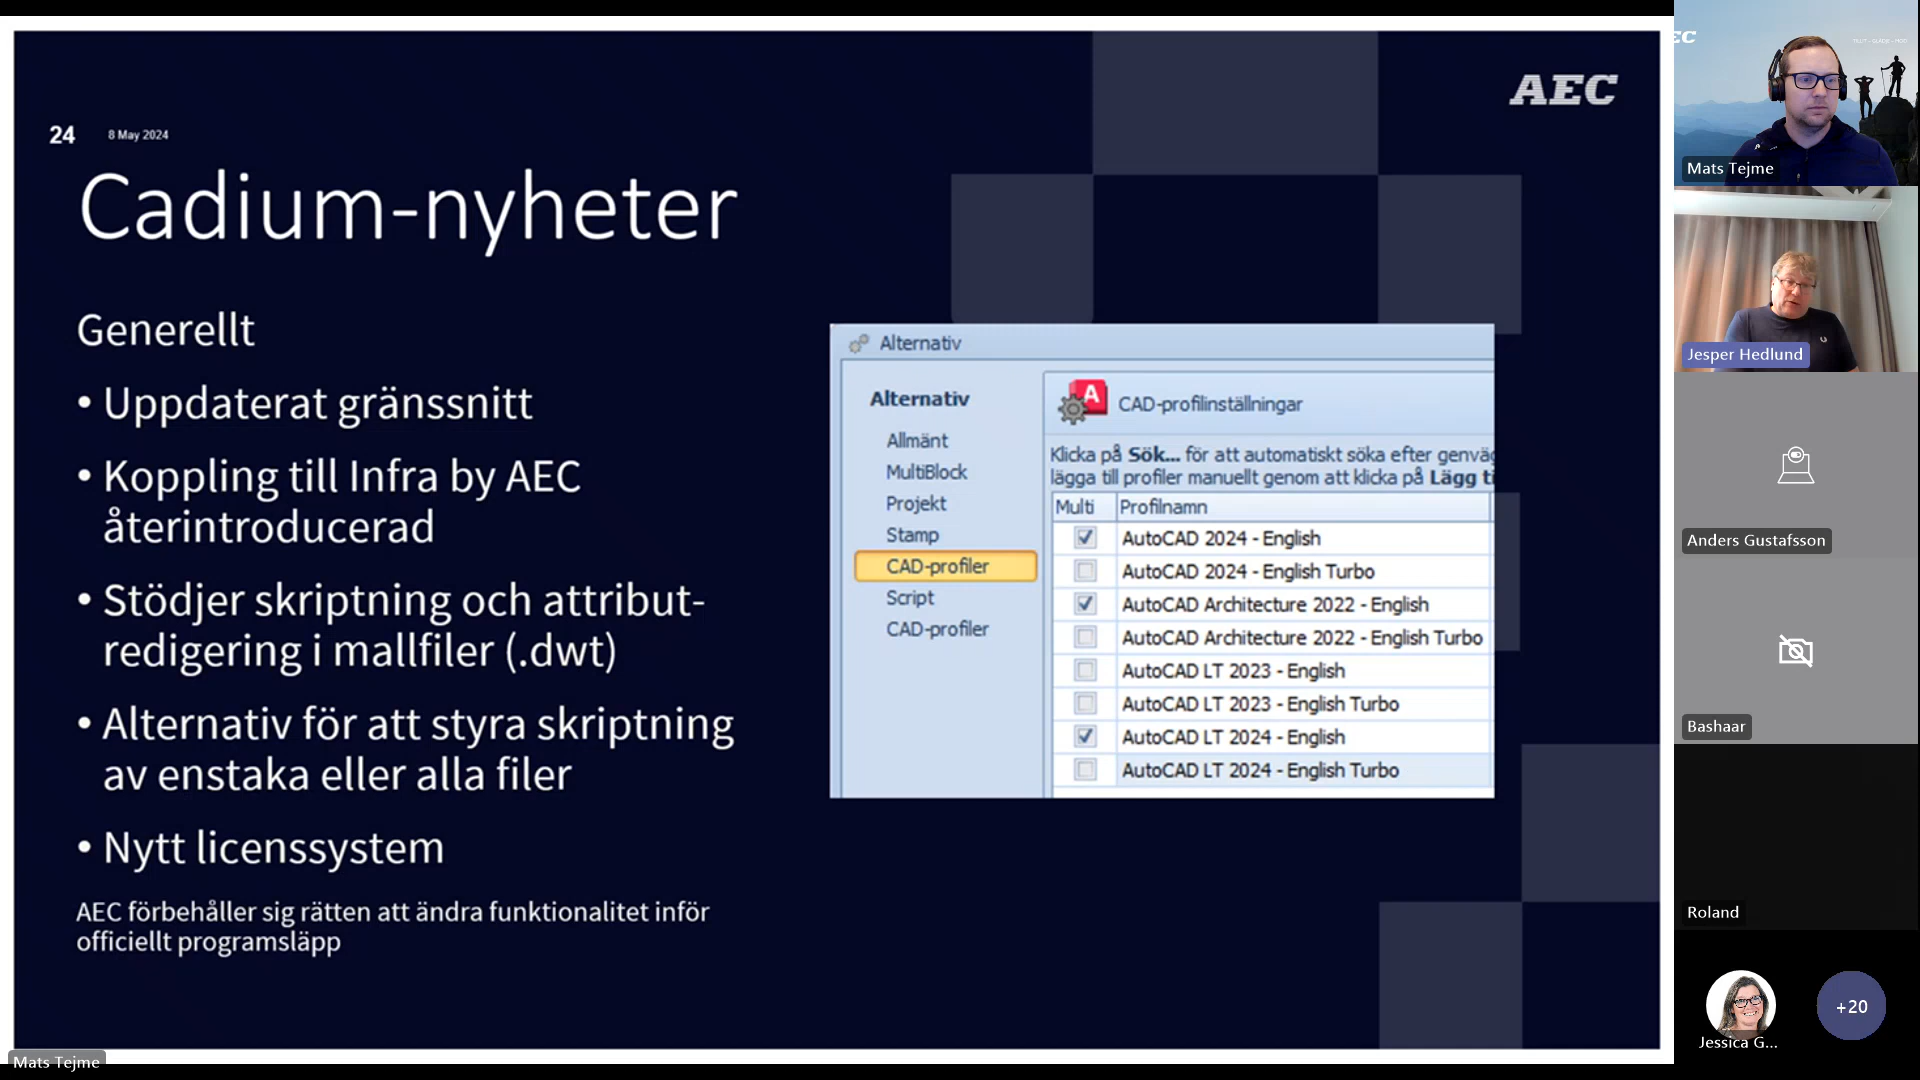 AEC
24 8 May 2024
Cadium-nyheter
Generellt
• Uppdaterat gränssnitt
• Koppling till Infra by AEC
återintroducerad
• Stödjer skriptning och attribut-
redigering i mallfiler (.dwt)
• Alternativ för att styra skriptning
av enstaka eller alla filer
• Nytt licenssystem
AEC förbehåller sig rätten att ändra funktionalitet inför
officiellt programsläpp
Alternativ
Alternativ
Allmänt
MultiBlock
Projekt
Stamp
CAD-profiler
Script
CAD-profiler
CAD-profilinställningar
Klicka på Sök... för att automatiskt söka efter genväg
lägga till profiler manuellt genom att klicka på Lägg ti
Multi Profilnamn
AutoCAD 2024 - English
AutoCAD 2024 - English Turbo
AutoCAD Architecture 2022 - English
AutoCAD Architecture 2022 - English Turbo
AutoCAD LT 2023 - English
AutoCAD LT 2023 - English Turbo
AutoCAD LT 2024 - English
AutoCAD LT 2024 - English Turbo
Mats Tejme
EC
Mats Tejme
Jesper Hedlund
Anders Gustafsson
Bashaar
Roland
Jessica G...
+20